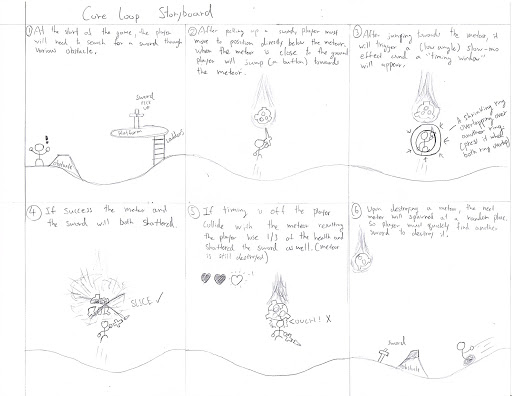 Core Loop Storyboard
① At the start of the game, the player
will need to search for a sword through
various obstacle.
Sword
PICK
UP
Platform
Ladders
obstacle
② After picking up a sword, player must
move to position directly below the meteor.
when the meteor is close to the ground
player will jump (a button) towards
the meteor.
③ After jumping towards the meteor, it
will trigger a (low angle) slow-mo
effect and a "timing window"
will appear.
A shrinking ring
overlapping over
another ring.
(press it when
both ring overlap)
④ If success the meteor and
the sword will both shattered.
SLICE ✓
⑤ If timing is off the player
collide with the meteor resulting
the player lose 1/3 of the health and
shattered the sword as well. (meteor
is still destroyed)
OUCH! X
⑥ Upon destroying a meteor, the next
meteor will spawned at a random place.
So player must quickly find another
sword to destroy it.
Sword
obstacle